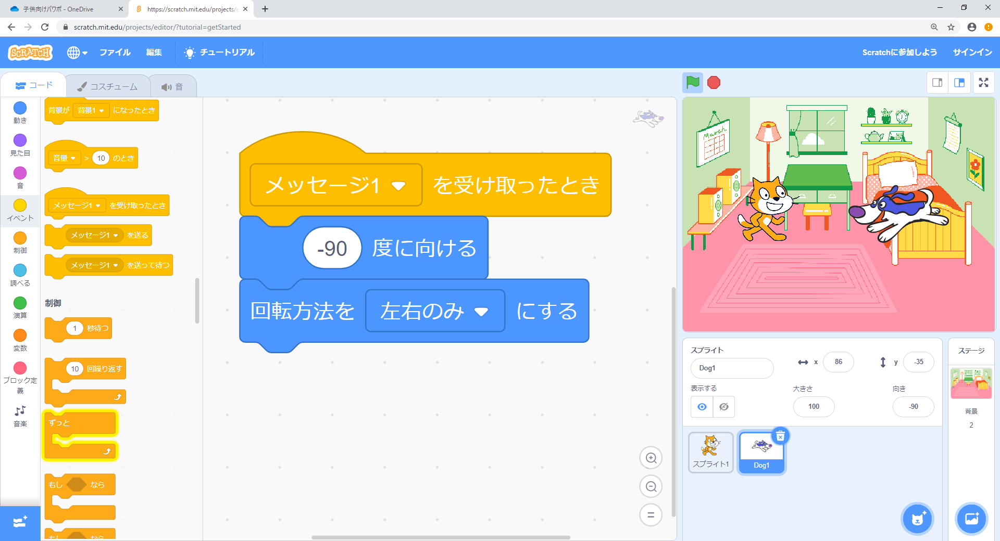 子供向けパワポ - OneDrive
https://scratch.mit.edu/projects/e
scratch.mit.edu/projects/editor/?tutorial=getStarted
SCRATCH
ファイル
編集
チュートリアル
Scratchに参加しよう
サインイン
コード
コスチューム
音
動き
見た目
音
イベント
制御
調べる
演算
変数
ブロック定
義
音楽
背景が 背景1 になったとき
音量 > 10 のとき
メッセージ1 を受け取ったとき
メッセージ1 を送る
メッセージ1 を送って待つ
制御
1 秒待つ
10 回繰り返す
ずっと
もし なら
もし なら
メッセージ1 を受け取ったとき
-90 度に向ける
回転方法を 左右のみ にする
March
スプライト
Dog1
x 86
y -35
表示する
大きさ
100
向き
-90
スプライト1
Dog1
ステージ
背景
2